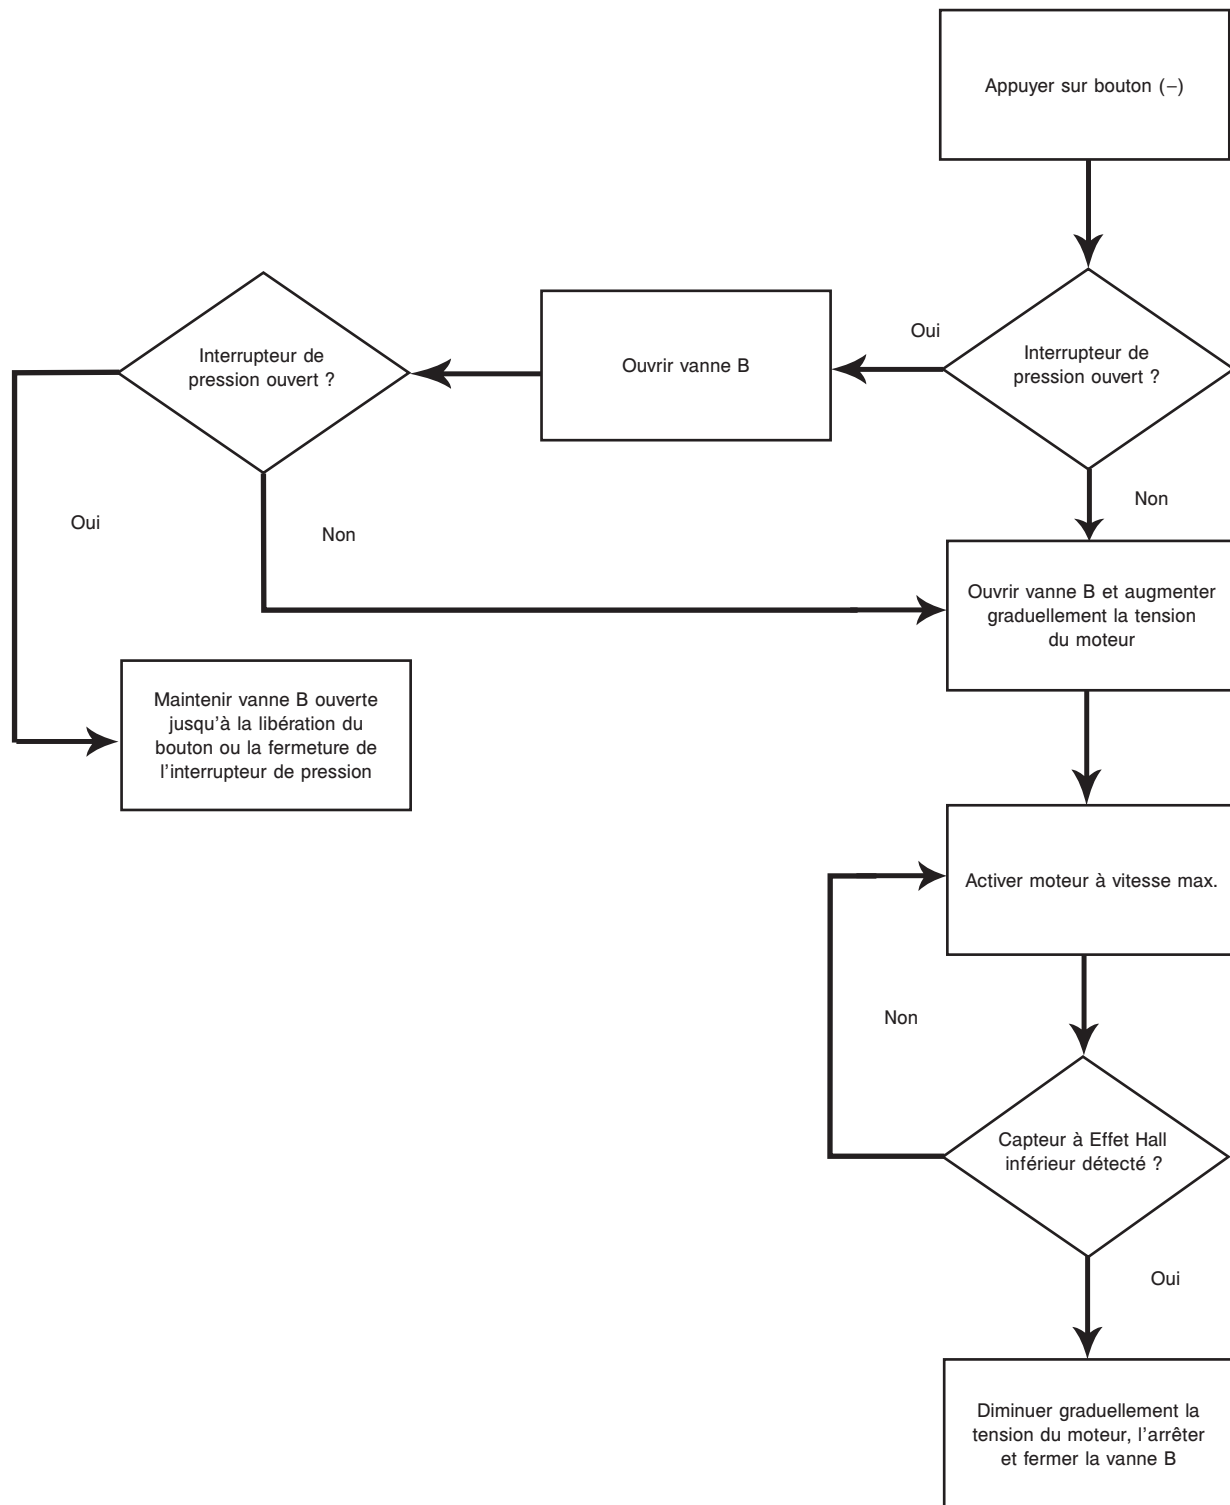 Appuyer sur bouton (−)
Oui
Interrupteur de
pression ouvert ?
Ouvrir vanne B
Interrupteur de
pression ouvert ?
Non
Oui
Non
Ouvrir vanne B et augmenter
graduellement la tension
du moteur
Maintenir vanne B ouverte
jusqu'à la libération du
bouton ou la fermeture de
l'interrupteur de pression
Activer moteur à vitesse max.
Non
Capteur à Effet Hall
inférieur détecté ?
Oui
Diminuer graduellement la
tension du moteur, l'arrêter
et fermer la vanne B